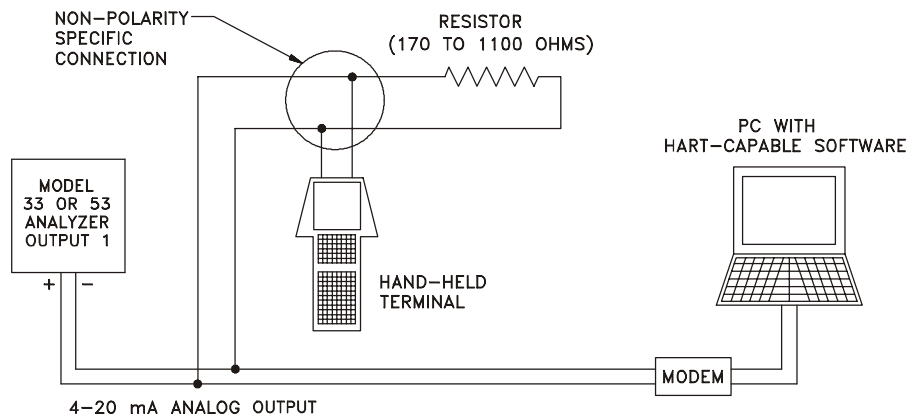 NON-POLARITY
SPECIFIC
CONNECTION
RESISTOR
(170 TO 1100 OHMS)
PC WITH
HART-CAPABLE SOFTWARE
MODEL
33 OR 53
ANALYZER
OUTPUT 1
+ -
HAND-HELD
TERMINAL
MODEM
4-20 mA ANALOG OUTPUT